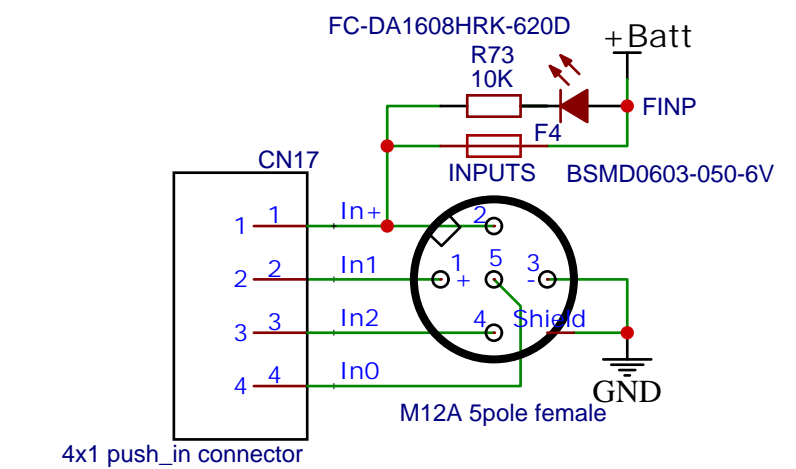 FC-DA1608HRK-620D
+Batt
R73
10K
FINP
F4
CN17
INPUTS
BSMD0603-050-6V
1 1 In+ 2
2 2 In1 1 + 5 3 -
3 3 In2 4 Shield
4 4 In0
GND
M12A 5pole female
4x1 push_in connector